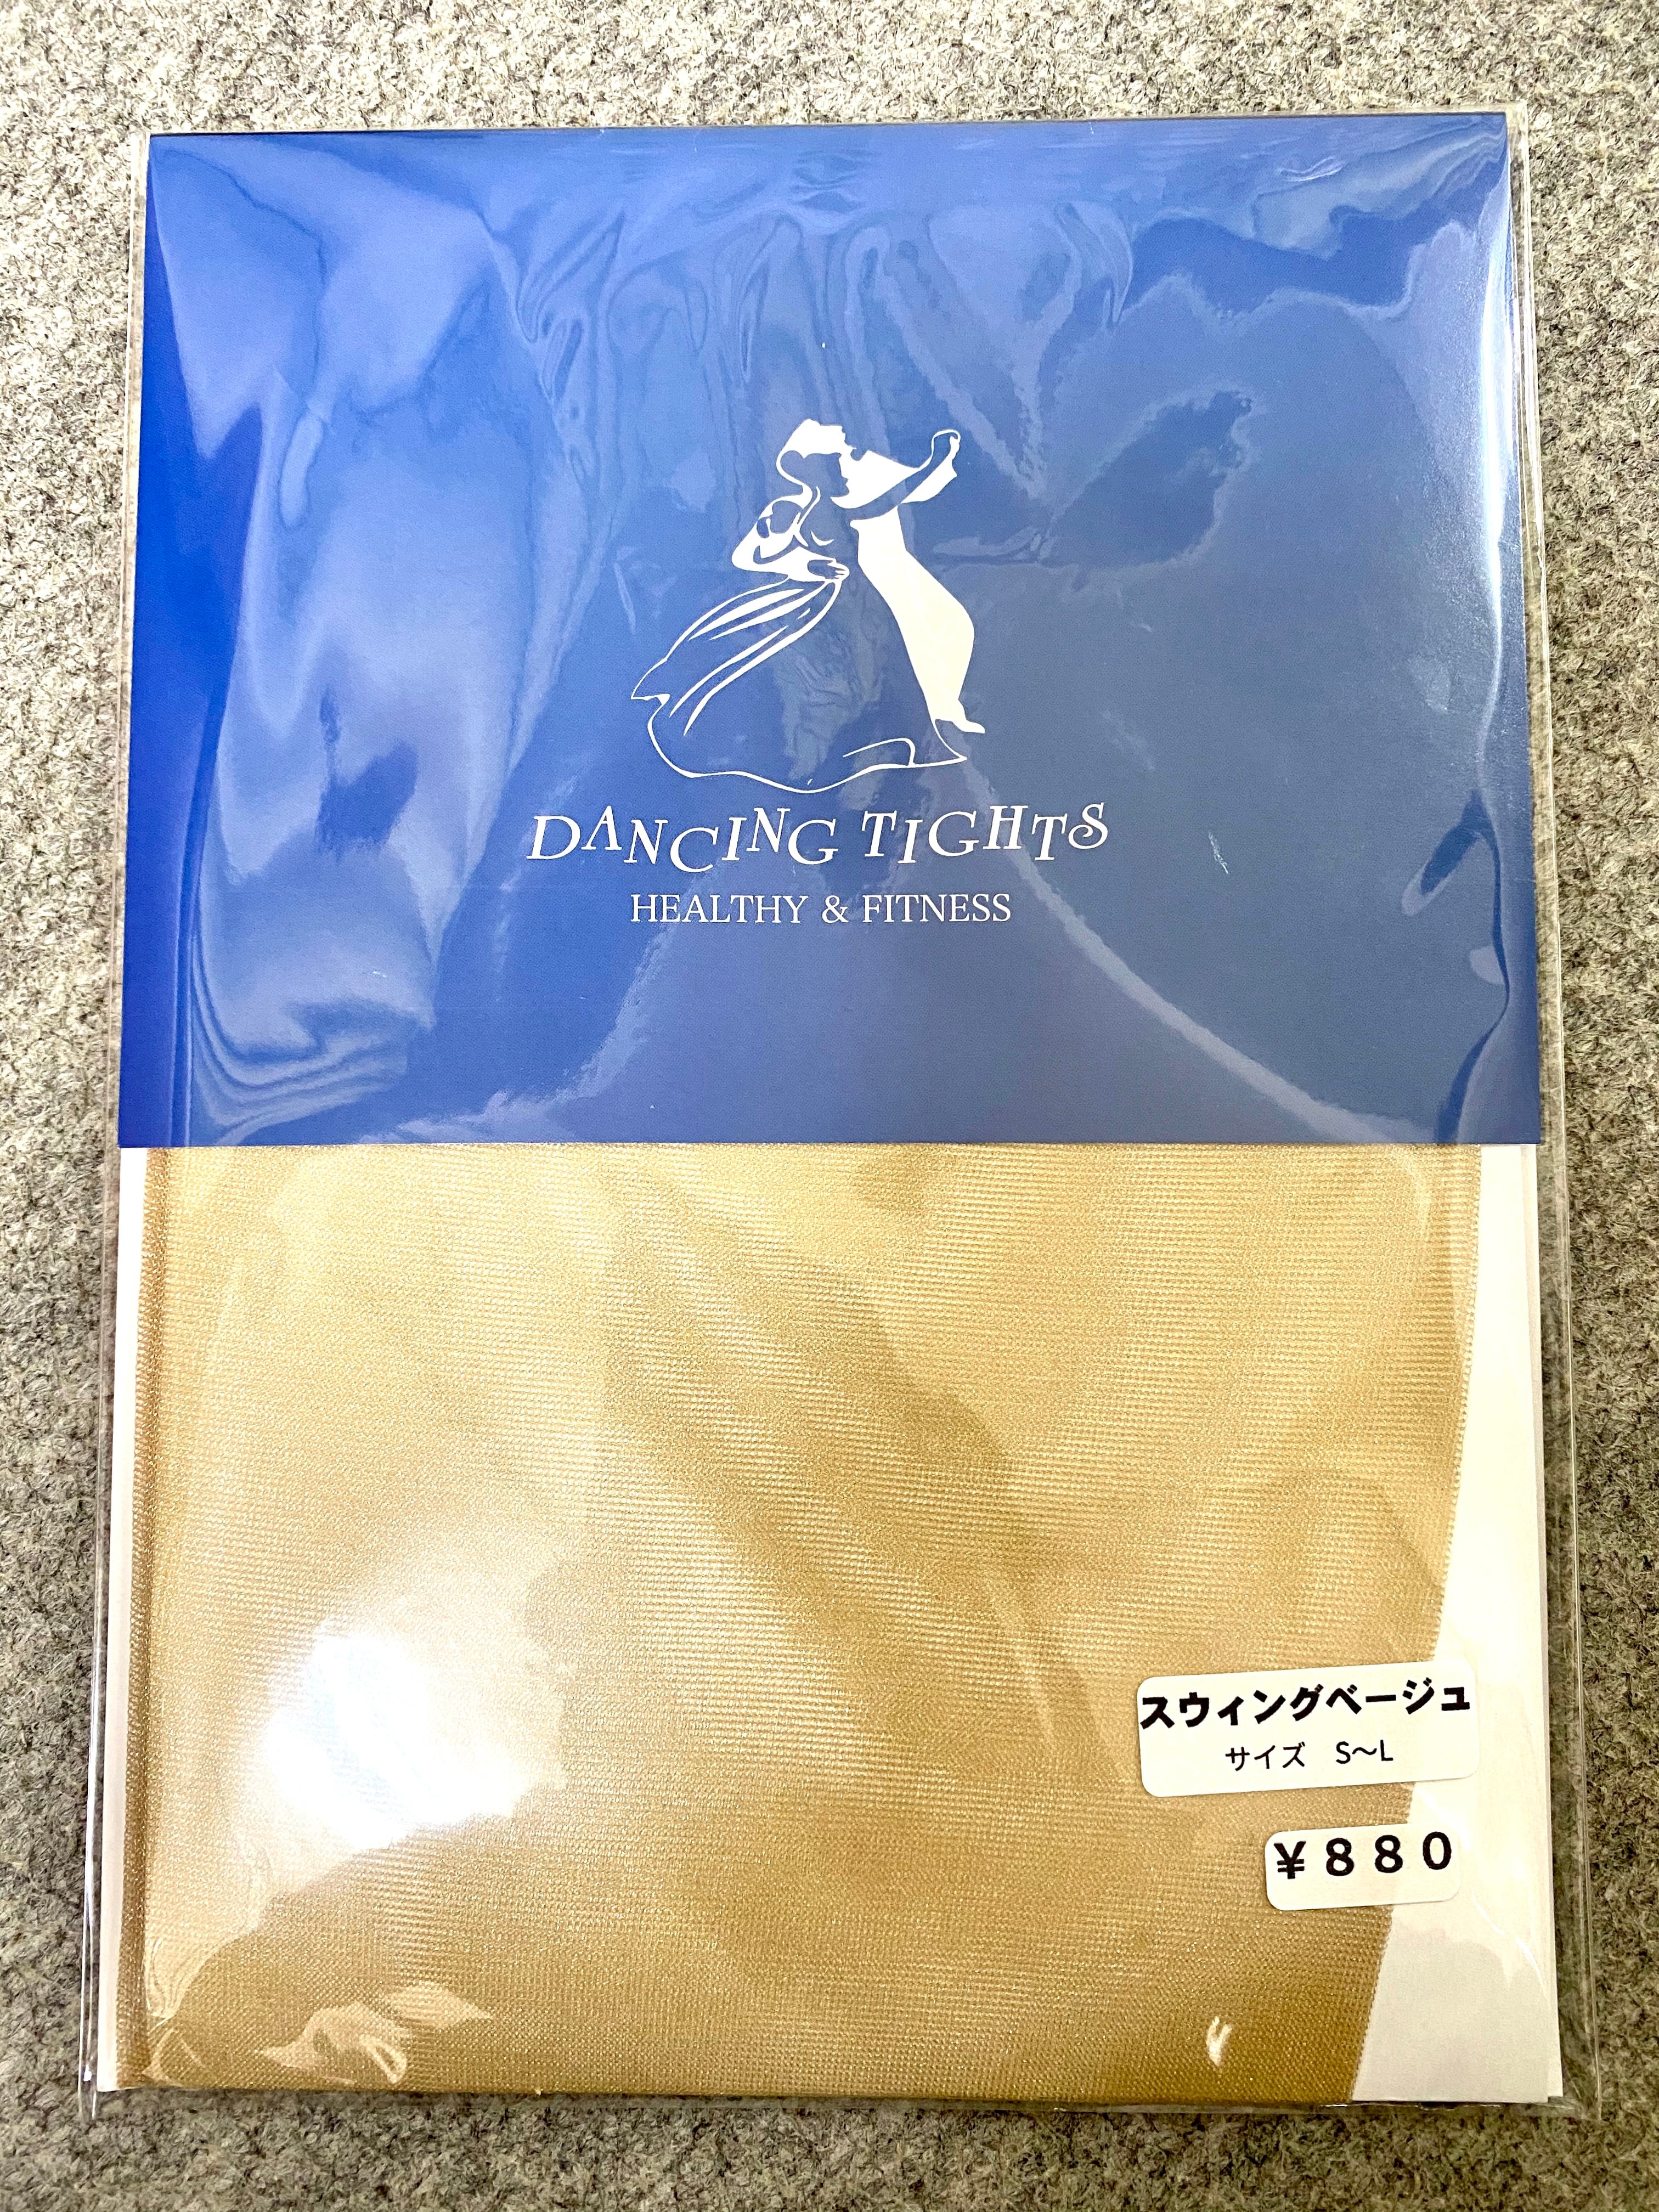 DANCING TIGHTS
HEALTHY & FITNESS
スウィングベージュ
サイズ　S〜L
¥880